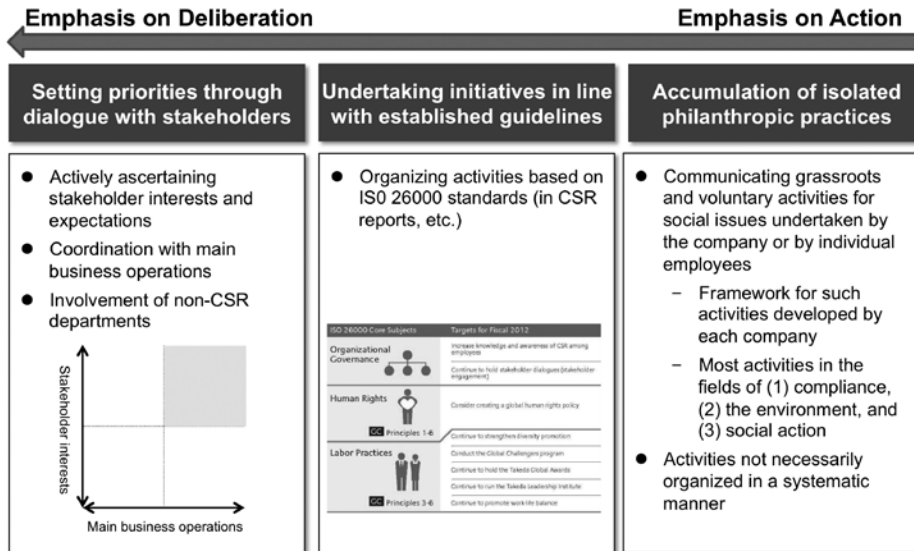 Emphasis on Deliberation
Emphasis on Action
Setting priorities through
dialogue with stakeholders
● Actively ascertaining
stakeholder interests and
expectations
● Coordination with main
business operations
● Involvement of non-CSR
departments
Stakeholder interests
Main business operations
Undertaking initiatives in line
with established guidelines
● Organizing activities based on
IS0 26000 standards (in CSR
reports, etc.)
ISO 26000 Core Subjects
Targets for Fiscal 2012
Organizational
Governance
Increase knowledge and awareness of CSR among
employees
Continue to hold stakeholder dialogues (stakeholder
engagement)
Human Rights
GC Principles 1-6
Consider creating a global human rights policy
Continue to strengthen diversity promotion
Labor Practices
GC Principles 3-6
Conduct the Global Challengers program
Continue to hold the Takeda Global Awards
Continue to run the Takeda Leadership Institute
Continue to promote work-life balance
Accumulation of isolated
philanthropic practices
● Communicating grassroots
and voluntary activities for
social issues undertaken by
the company or by individual
employees
– Framework for such
activities developed by
each company
– Most activities in the
fields of (1) compliance,
(2) the environment, and
(3) social action
● Activities not necessarily
organized in a systematic
manner